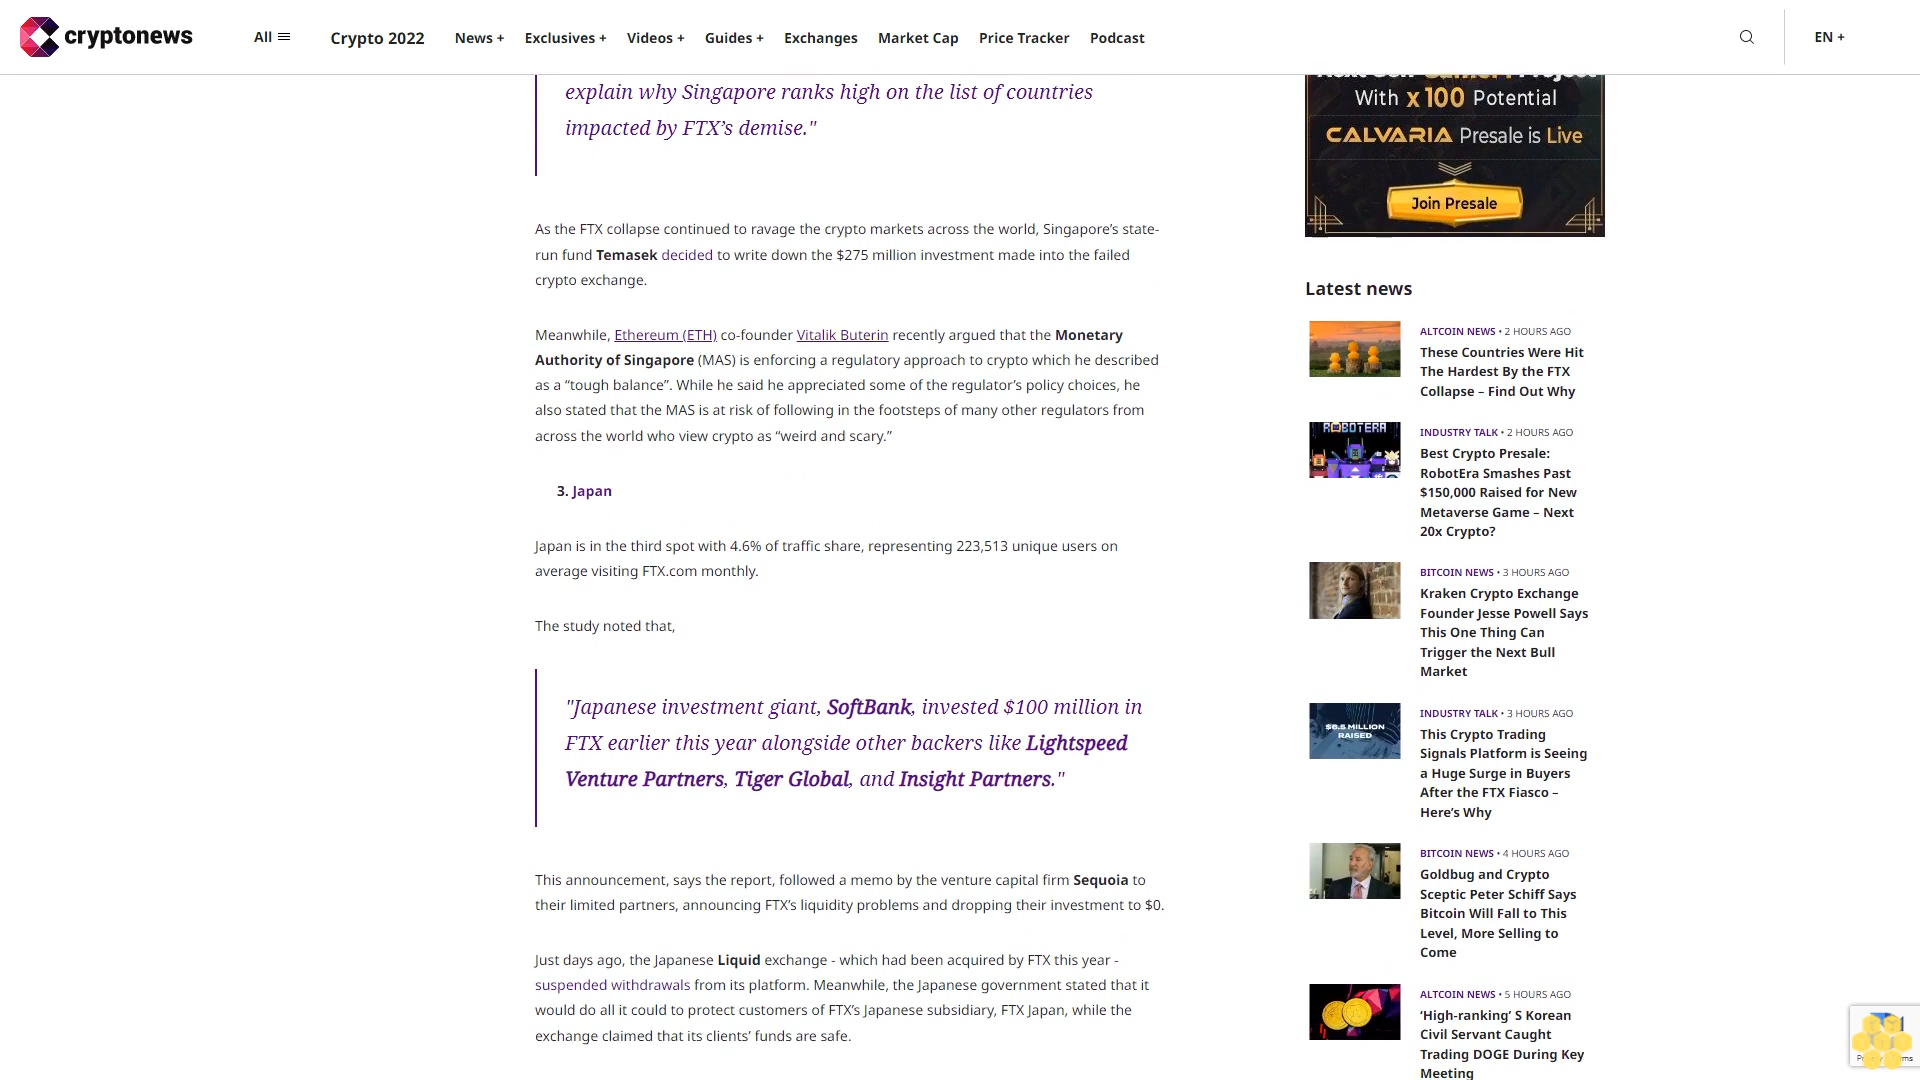 cryptonews
All
Crypto 2022
News +
Exclusives +
Videos +
Guides +
Exchanges
Market Cap
Price Tracker
Podcast
EN +
explain why Singapore ranks high on the list of countries
impacted by FTX’s demise."
As the FTX collapse continued to ravage the crypto markets across the world, Singapore’s state-
run fund Temasek decided to write down the $275 million investment made into the failed
crypto exchange.
Meanwhile, Ethereum (ETH) co-founder Vitalik Buterin recently argued that the Monetary
Authority of Singapore (MAS) is enforcing a regulatory approach to crypto which he described
as a “tough balance”. While he said he appreciated some of the regulator’s policy choices, he
also stated that the MAS is at risk of following in the footsteps of many other regulators from
across the world who view crypto as “weird and scary.”
3. Japan
Japan is in the third spot with 4.6% of traffic share, representing 223,513 unique users on
average visiting FTX.com monthly.
The study noted that,
"Japanese investment giant, SoftBank, invested $100 million in
FTX earlier this year alongside other backers like Lightspeed
Venture Partners, Tiger Global, and Insight Partners."
This announcement, says the report, followed a memo by the venture capital firm Sequoia to
their limited partners, announcing FTX’s liquidity problems and dropping their investment to $0.
Just days ago, the Japanese Liquid exchange - which had been acquired by FTX this year -
suspended withdrawals from its platform. Meanwhile, the Japanese government stated that it
would do all it could to protect customers of FTX’s Japanese subsidiary, FTX Japan, while the
exchange claimed that its clients’ funds are safe.
With x100 Potential
CALVARIA Presale is Live
Join Presale
Latest news
ALTCOIN NEWS • 2 HOURS AGO
These Countries Were Hit
The Hardest By the FTX
Collapse – Find Out Why
ROBOTERA
INDUSTRY TALK • 2 HOURS AGO
Best Crypto Presale:
RobotEra Smashes Past
$150,000 Raised for New
Metaverse Game – Next
20x Crypto?
BITCOIN NEWS • 3 HOURS AGO
Kraken Crypto Exchange
Founder Jesse Powell Says
This One Thing Can
Trigger the Next Bull
Market
$6.5 MILLION
RAISED
INDUSTRY TALK • 3 HOURS AGO
This Crypto Trading
Signals Platform is Seeing
a Huge Surge in Buyers
After the FTX Fiasco –
Here’s Why
BITCOIN NEWS • 4 HOURS AGO
Goldbug and Crypto
Sceptic Peter Schiff Says
Bitcoin Will Fall to This
Level, More Selling to
Come
ALTCOIN NEWS • 5 HOURS AGO
‘High-ranking’ S Korean
Civil Servant Caught
Trading DOGE During Key
Meeting